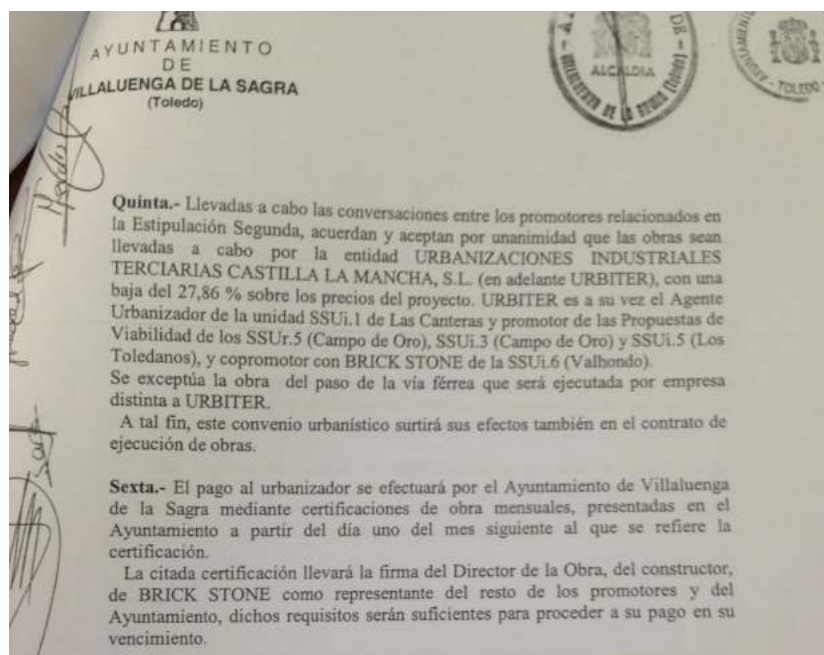 AYUNTAMIENTO
DE
VILLALUENGA DE LA SAGRA
(Toledo)
DE
ALCALDIA
VILLALUENGA DE LA SAGRA (Toledo)
AYUNTAMIENTO
- TOLEDO -
Quinta.- Llevadas a cabo las conversaciones entre los promotores relacionados en
la Estipulación Segunda, acuerdan y aceptan por unanimidad que las obras sean
llevadas a cabo por la entidad URBANIZACIONES INDUSTRIALES
TERCIARIAS CASTILLA LA MANCHA, S.L. (en adelante URBITER), con una
baja del 27,86 % sobre los precios del proyecto. URBITER es a su vez el Agente
Urbanizador de la unidad SSUi.1 de Las Canteras y promotor de las Propuestas de
Viabilidad de los SSUr.5 (Campo de Oro), SSUi.3 (Campo de Oro) y SSUi.5 (Los
Toledanos), y copromotor con BRICK STONE de la SSUi.6 (Valhondo).
Se exceptúa la obra del paso de la vía férrea que será ejecutada por empresa
distinta a URBITER.
A tal fin, este convenio urbanístico surtirá sus efectos también en el contrato de
ejecución de obras.
Sexta.- El pago al urbanizador se efectuará por el Ayuntamiento de Villaluenga
de la Sagra mediante certificaciones de obra mensuales, presentadas en el
Ayuntamiento a partir del día uno del mes siguiente al que se refiere la
certificación.
La citada certificación llevará la firma del Director de la Obra, del constructor,
de BRICK STONE como representante del resto de los promotores y del
Ayuntamiento, dichos requisitos serán suficientes para proceder a su pago en su
vencimiento.